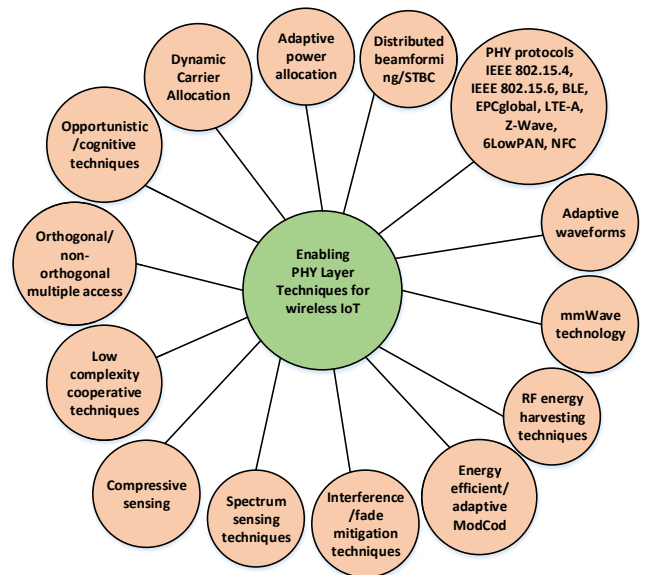 Enabling
PHY Layer
Techniques for
wireless IoT
Adaptive
power
allocation
Distributed
beamformi
ng/STBC
PHY protocols
IEEE 802.15.4,
IEEE 802.15.6, BLE,
EPCglobal, LTE-A,
Z-Wave,
6LowPAN, NFC
Adaptive
waveforms
mmWave
technology
RF energy
harvesting
techniques
Energy
efficient/
adaptive
ModCod
Interference
/fade
mitigation
techniques
Spectrum
sensing
techniques
Compressive
sensing
Low
complexity
cooperative
techniques
Orthogonal/
non-
orthogonal
multiple access
Opportunistic
/cognitive
techniques
Dynamic
Carrier
Allocation